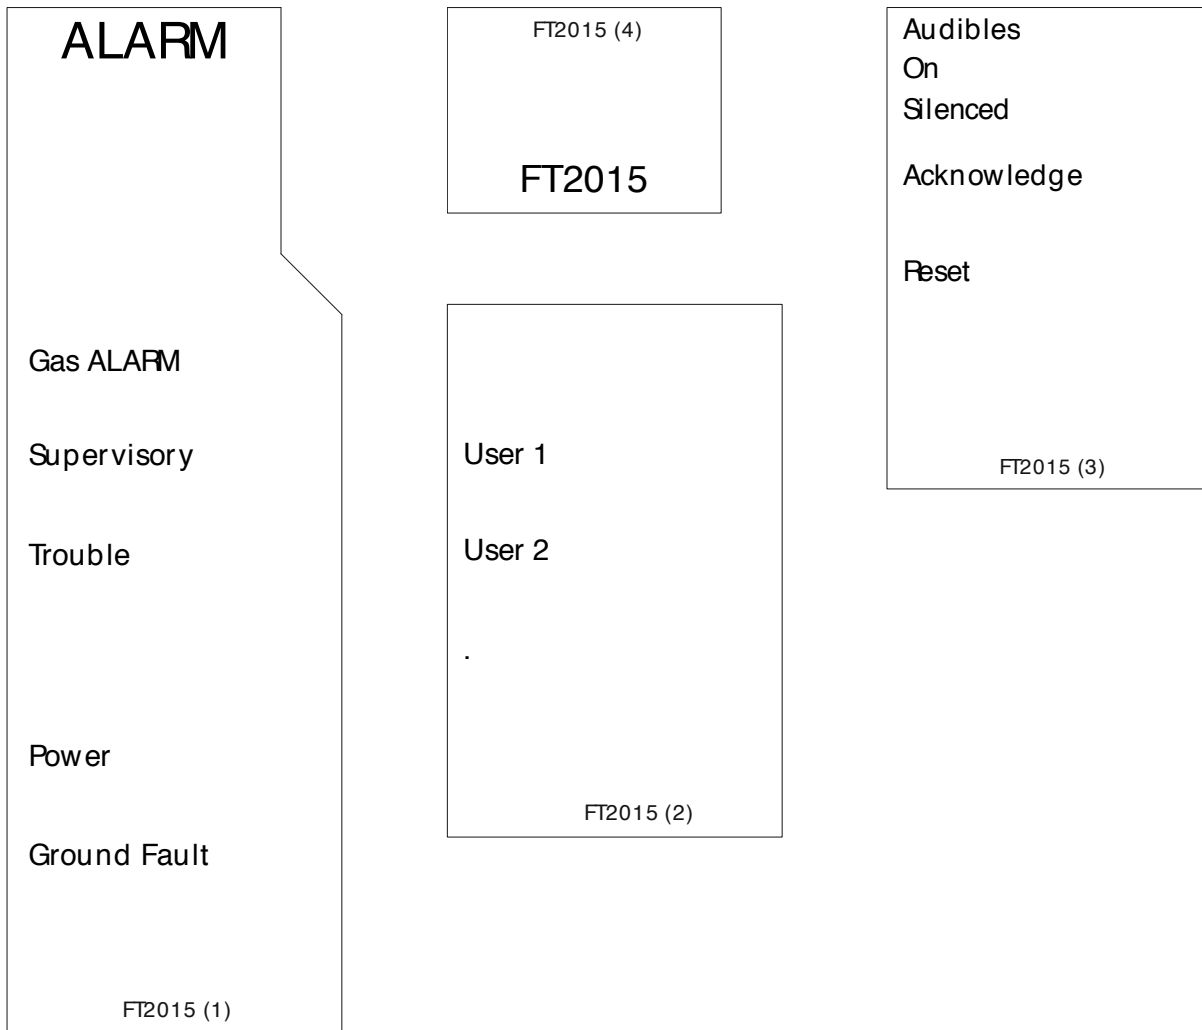 ALARM
Gas ALARM
Supervisory
Trouble
Power
Ground Fault
FT2015 (1)
FT2015 (4)
FT2015
User 1
User 2
.
FT2015 (2)
Audibles
On
Silenced
Acknowledge
Reset
FT2015 (3)